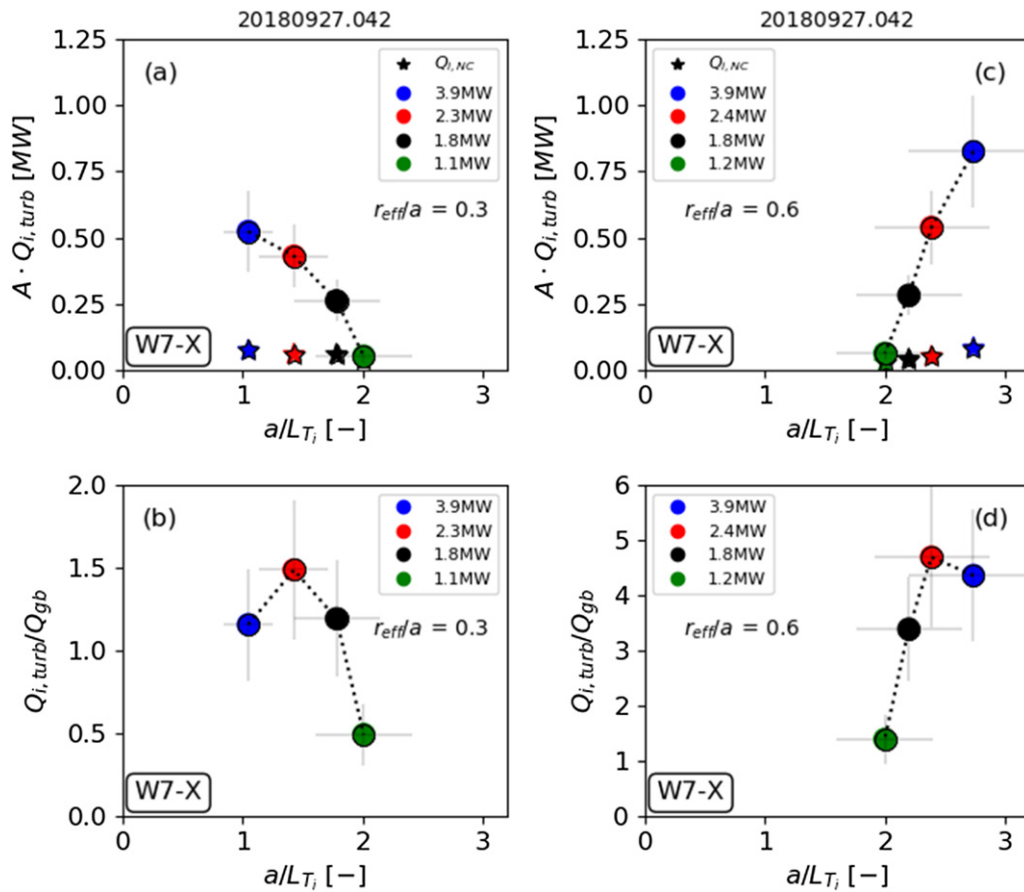 20180927.042
1.25
1.00
0.75
0.50
0.25
0.00
A · Q_{i,turb} [MW]
(a)
Q_{I,NC}
3.9MW
2.3MW
1.8MW
1.1MW
r_{eff}/a = 0.3
W7-X
0 1 2 3
a/L_{T_i} [−]
20180927.042
1.25
1.00
0.75
0.50
0.25
0.00
A · Q_{i,turb} [MW]
(c)
Q_{I,NC}
3.9MW
2.4MW
1.8MW
1.2MW
r_{eff}/a = 0.6
W7-X
0 1 2 3
a/L_{T_i} [−]
2.0
1.5
1.0
0.5
0.0
Q_{i,turb}/Q_{gb}
(b)
3.9MW
2.3MW
1.8MW
1.1MW
r_{eff}/a = 0.3
W7-X
0 1 2 3
a/L_{T_i} [−]
6
5
4
3
2
1
0
Q_{i,turb}/Q_{gb}
(d)
3.9MW
2.4MW
1.8MW
1.2MW
r_{eff}/a = 0.6
W7-X
0 1 2 3
a/L_{T_i} [−]